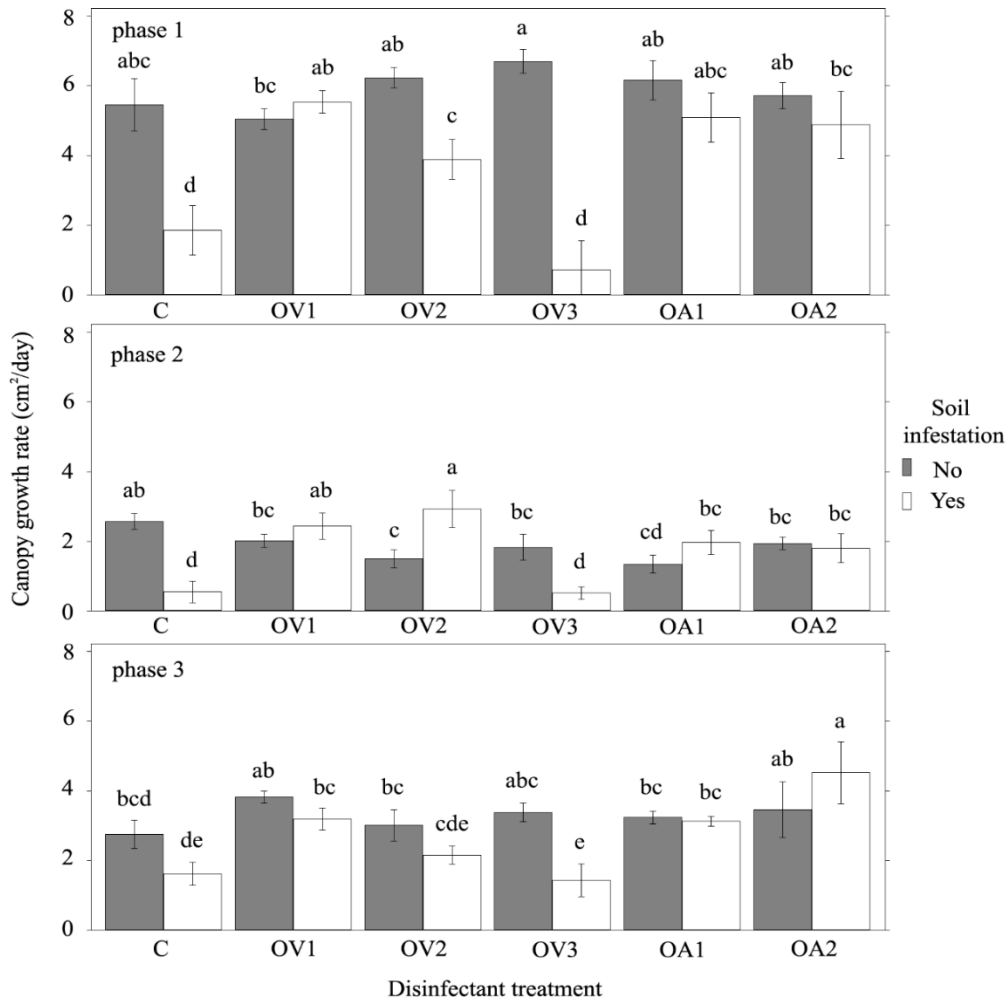 8
phase 1
abc
d
bc
ab
ab
c
a
d
ab
abc
ab
bc
6
4
2
0
C OV1 OV2 OV3 OA1 OA2
8
phase 2
ab
d
bc
ab
c
a
bc
d
cd
bc
bc
bc
6
4
2
0
C OV1 OV2 OV3 OA1 OA2
8
phase 3
bcd
de
ab
bc
bc
cde
abc
e
bc
bc
ab
a
6
4
2
0
C OV1 OV2 OV3 OA1 OA2
Canopy growth rate (cm²/day)
Disinfectant treatment
Soil
infestation
No
Yes